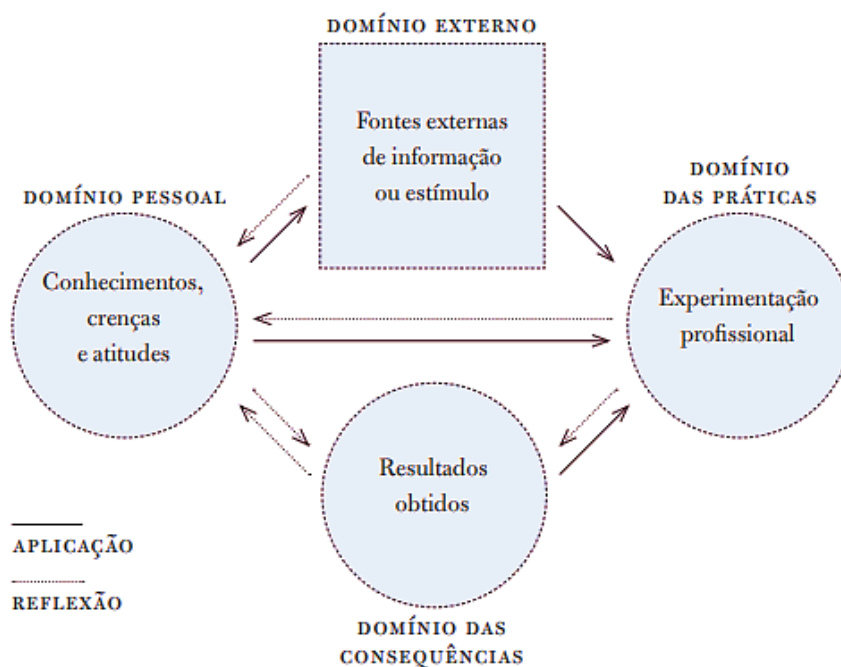 DOMÍNIO EXTERNO
Fontes externas
de informação
ou estímulo
DOMÍNIO PESSOAL
Conhecimentos,
crenças
e atitudes
DOMÍNIO
DAS PRÁTICAS
Experimentação
profissional
Resultados
obtidos
DOMÍNIO DAS
CONSEQUÊNCIAS
APLICAÇÃO
REFLEXÃO